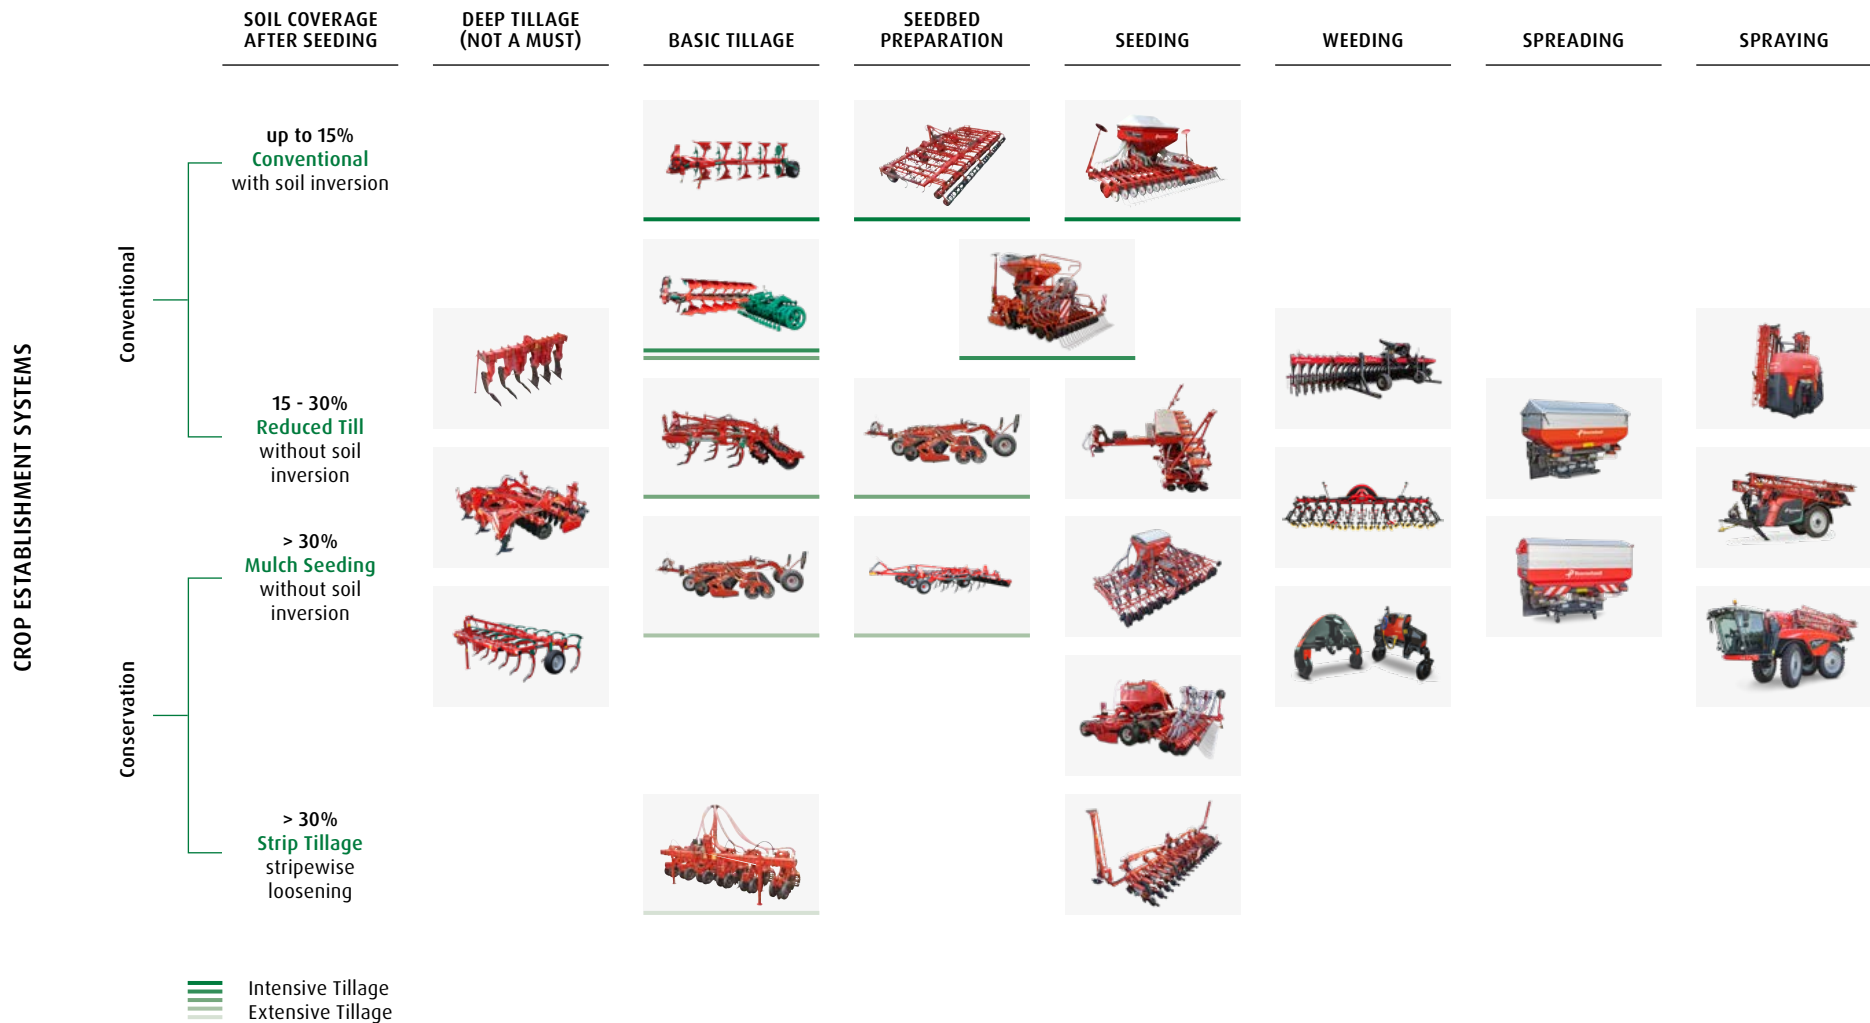 SOIL COVERAGE
AFTER SEEDING
DEEP TILLAGE
(NOT A MUST)
BASIC TILLAGE
SEEDBED
PREPARATION
SEEDING
WEEDING
SPREADING
SPRAYING
CROP ESTABLISHMENT SYSTEMS
Conventional
up to 15%
Conventional
with soil inversion
15 - 30%
Reduced Till
without soil
inversion
Conservation
> 30%
Mulch Seeding
without soil
inversion
> 30%
Strip Tillage
stripewise
loosening
Intensive Tillage
Extensive Tillage